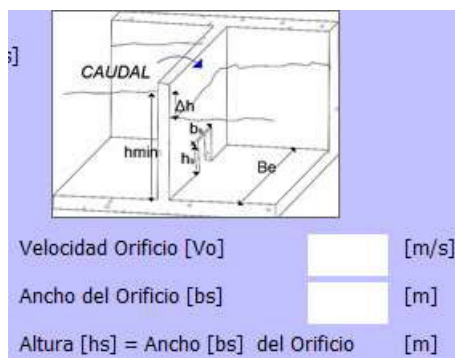 s]
CAUDAL
Δh
bs
hmin
hs
Be
Velocidad Orificio [Vo] [m/s]
Ancho del Orificio [bs] [m]
Altura [hs] = Ancho [bs] del Orificio [m]